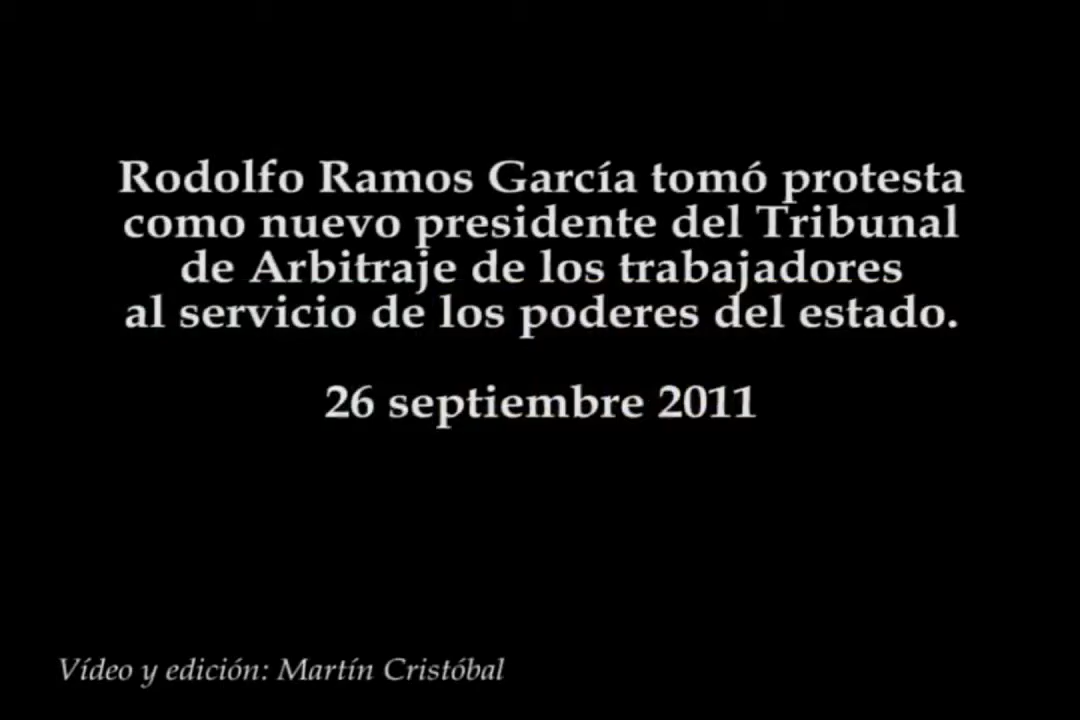 Rodolfo Ramos García tomó protesta
como nuevo presidente del Tribunal
de Arbitraje de los trabajadores
al servicio de los poderes del estado.
26 septiembre 2011
Vídeo y edición: Martín Cristóbal